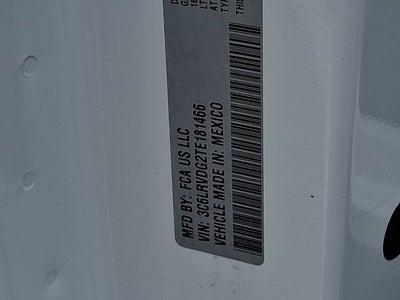 MFD BY: FCA US LLC
VIN: 3C6LRVDG2TE181466
VEHICLE MADE IN: MEXICO